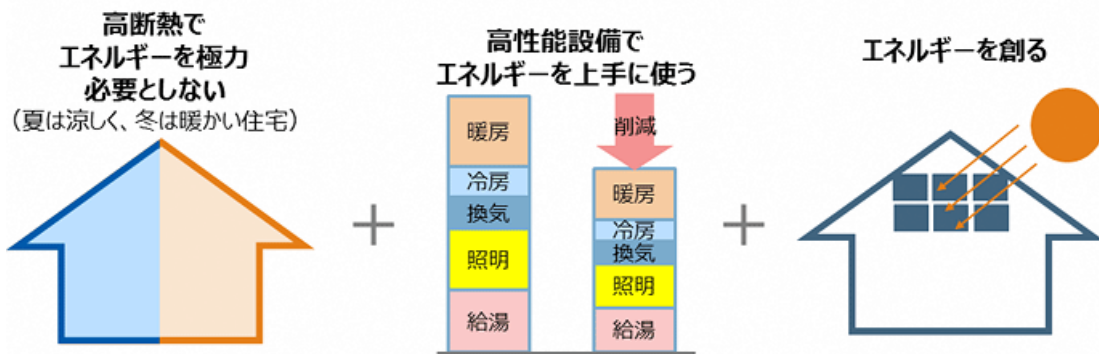 高断熱で
エネルギーを極力
必要としない
（夏は涼しく、冬は暖かい住宅）
高性能設備で
エネルギーを上手に使う
暖房
冷房
換気
照明
給湯
削減
暖房
冷房
換気
照明
給湯
エネルギーを創る